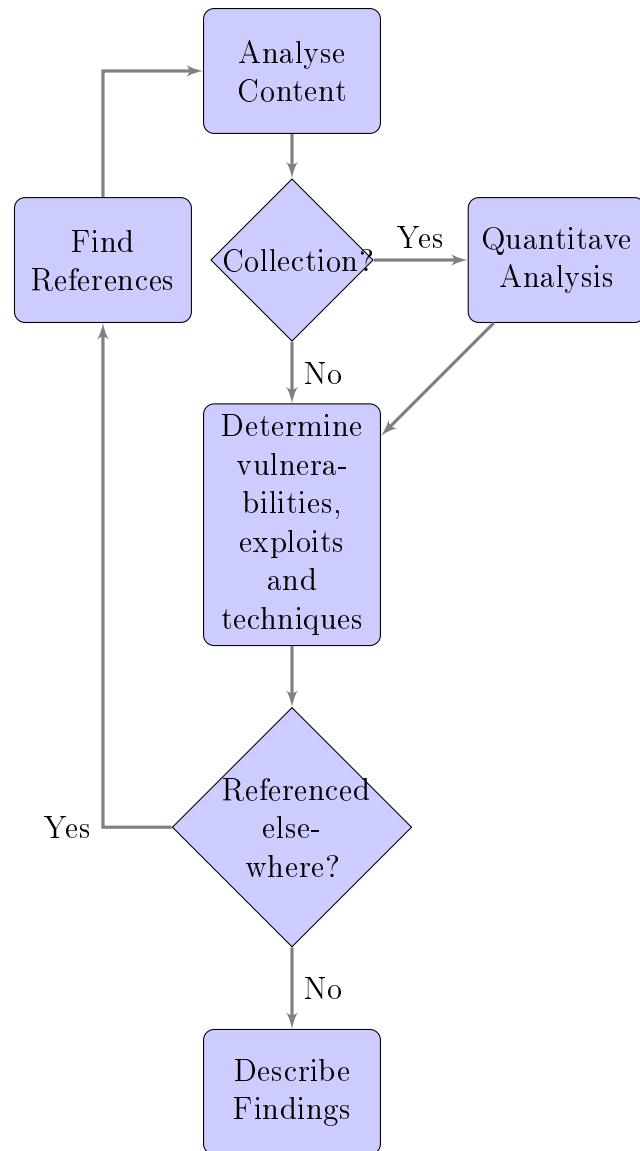 Analyse
Content
Find
References
Collection?
Yes
Quantitave
Analysis
No
Determine
vulnera-
bilities,
exploits
and
techniques
Referenced
else-
where?
Yes
No
Describe
Findings